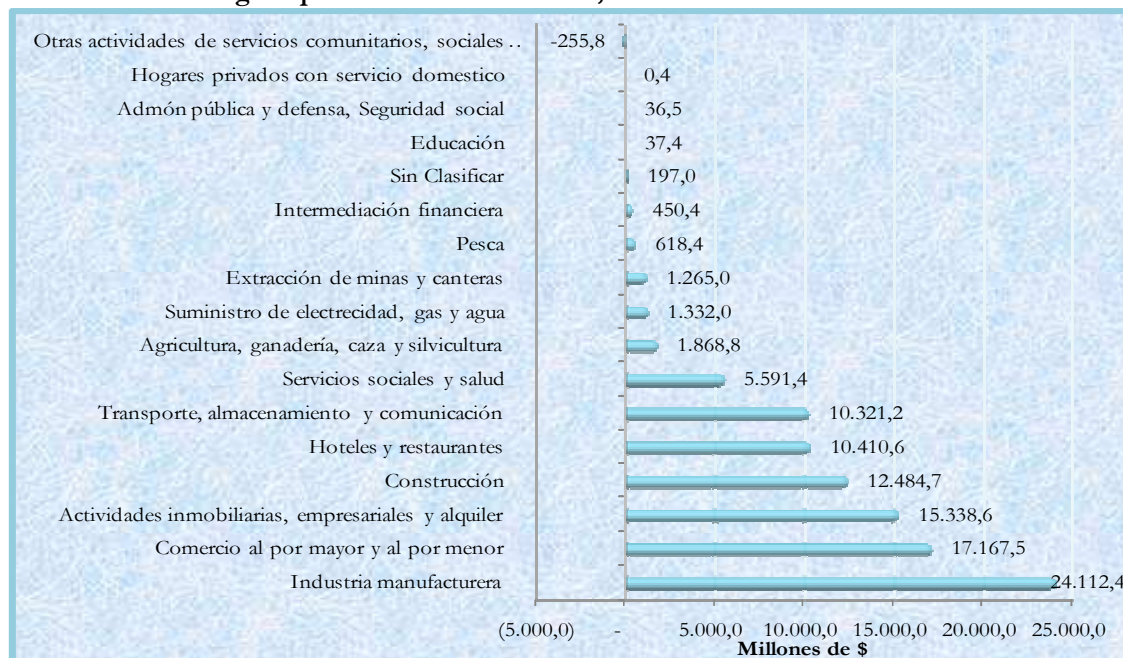 Otras actividades de servicios comunitarios, sociales .. -255,8
Hogares privados con servicio domestico 0,4
Admón pública y defensa, Seguridad social 36,5
Educación 37,4
Sin Clasificar 197,0
Intermediación financiera 450,4
Pesca 618,4
Extracción de minas y canteras 1.265,0
Suministro de electrecidad, gas y agua 1.332,0
Agricultura, ganadería, caza y silvicultura 1.868,8
Servicios sociales y salud 5.591,4
Transporte, almacenamiento y comunicación 10.321,2
Hoteles y restaurantes 10.410,6
Construcción 12.484,7
Actividades inmobiliarias, empresariales y alquiler 15.338,6
Comercio al por mayor y al por menor 17.167,5
Industria manufacturera 24.112,4
(5.000,0) - 5.000,0 10.000,0 15.000,0 20.000,0 25.000,0
Millones de $